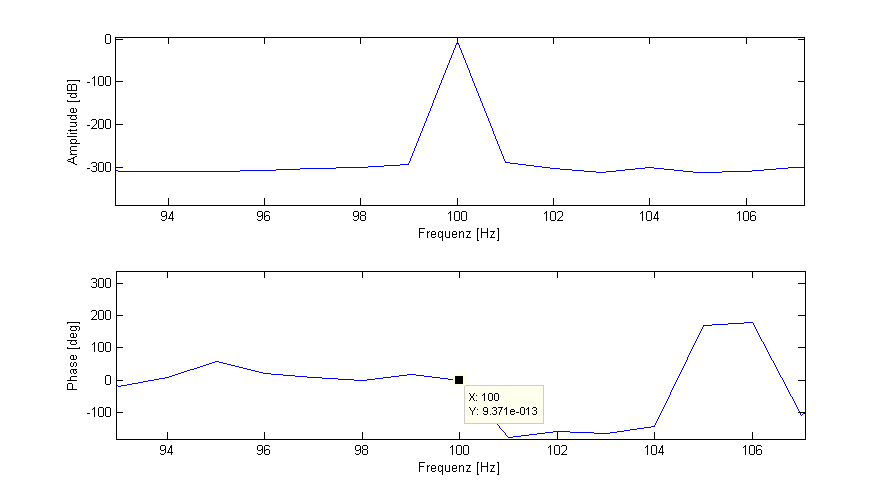 0
-100
-200
-300
Amplitude [dB]
94 96 98 100 102 104 106
Frequenz [Hz]
300
200
100
0
-100
Phase [deg]
X: 100
Y: 9.371e-013
94 96 98 100 102 104 106
Frequenz [Hz]